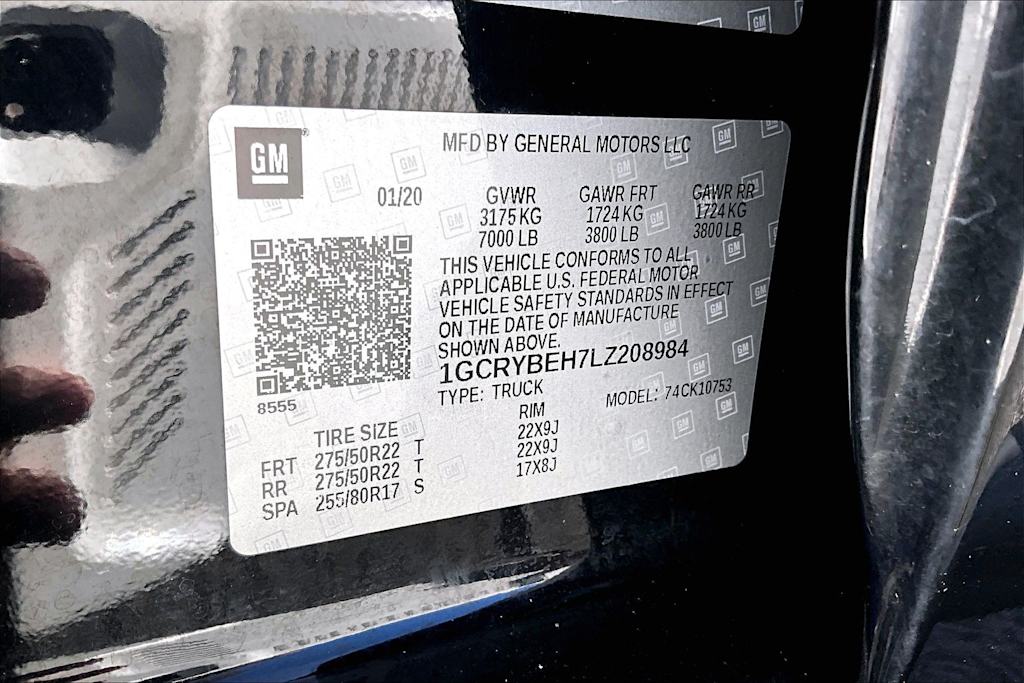 GM
MFD BY GENERAL MOTORS LLC
01/20 GVWR GAWR FRT GAWR RR
3175 KG 1724 KG 1724 KG
7000 LB 3800 LB 3800 LB
THIS VEHICLE CONFORMS TO ALL
APPLICABLE U.S. FEDERAL MOTOR
VEHICLE SAFETY STANDARDS IN EFFECT
ON THE DATE OF MANUFACTURE
SHOWN ABOVE.
1GCRYBEH7LZ208984
TYPE: TRUCK MODEL: 74CK10753
8555
TIRE SIZE RIM
FRT 275/50R22 T 22X9J
RR 275/50R22 T 22X9J
SPA 255/80R17 S 17X8J